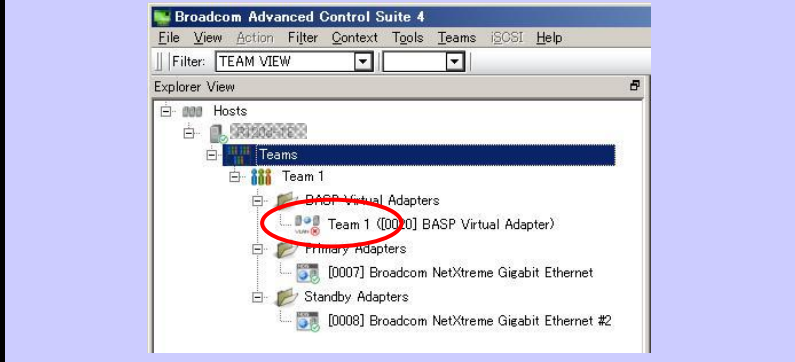 Broadcom Advanced Control Suite 4
File View Action Filter Context Tools Teams iSCSI Help
Filter: TEAM VIEW
Explorer View
Hosts
Teams
Team 1
BASP Virtual Adapters
Team 1 ([0020] BASP Virtual Adapter)
Primary Adapters
[0007] Broadcom NetXtreme Gigabit Ethernet
Standby Adapters
[0008] Broadcom NetXtreme Gigabit Ethernet #2